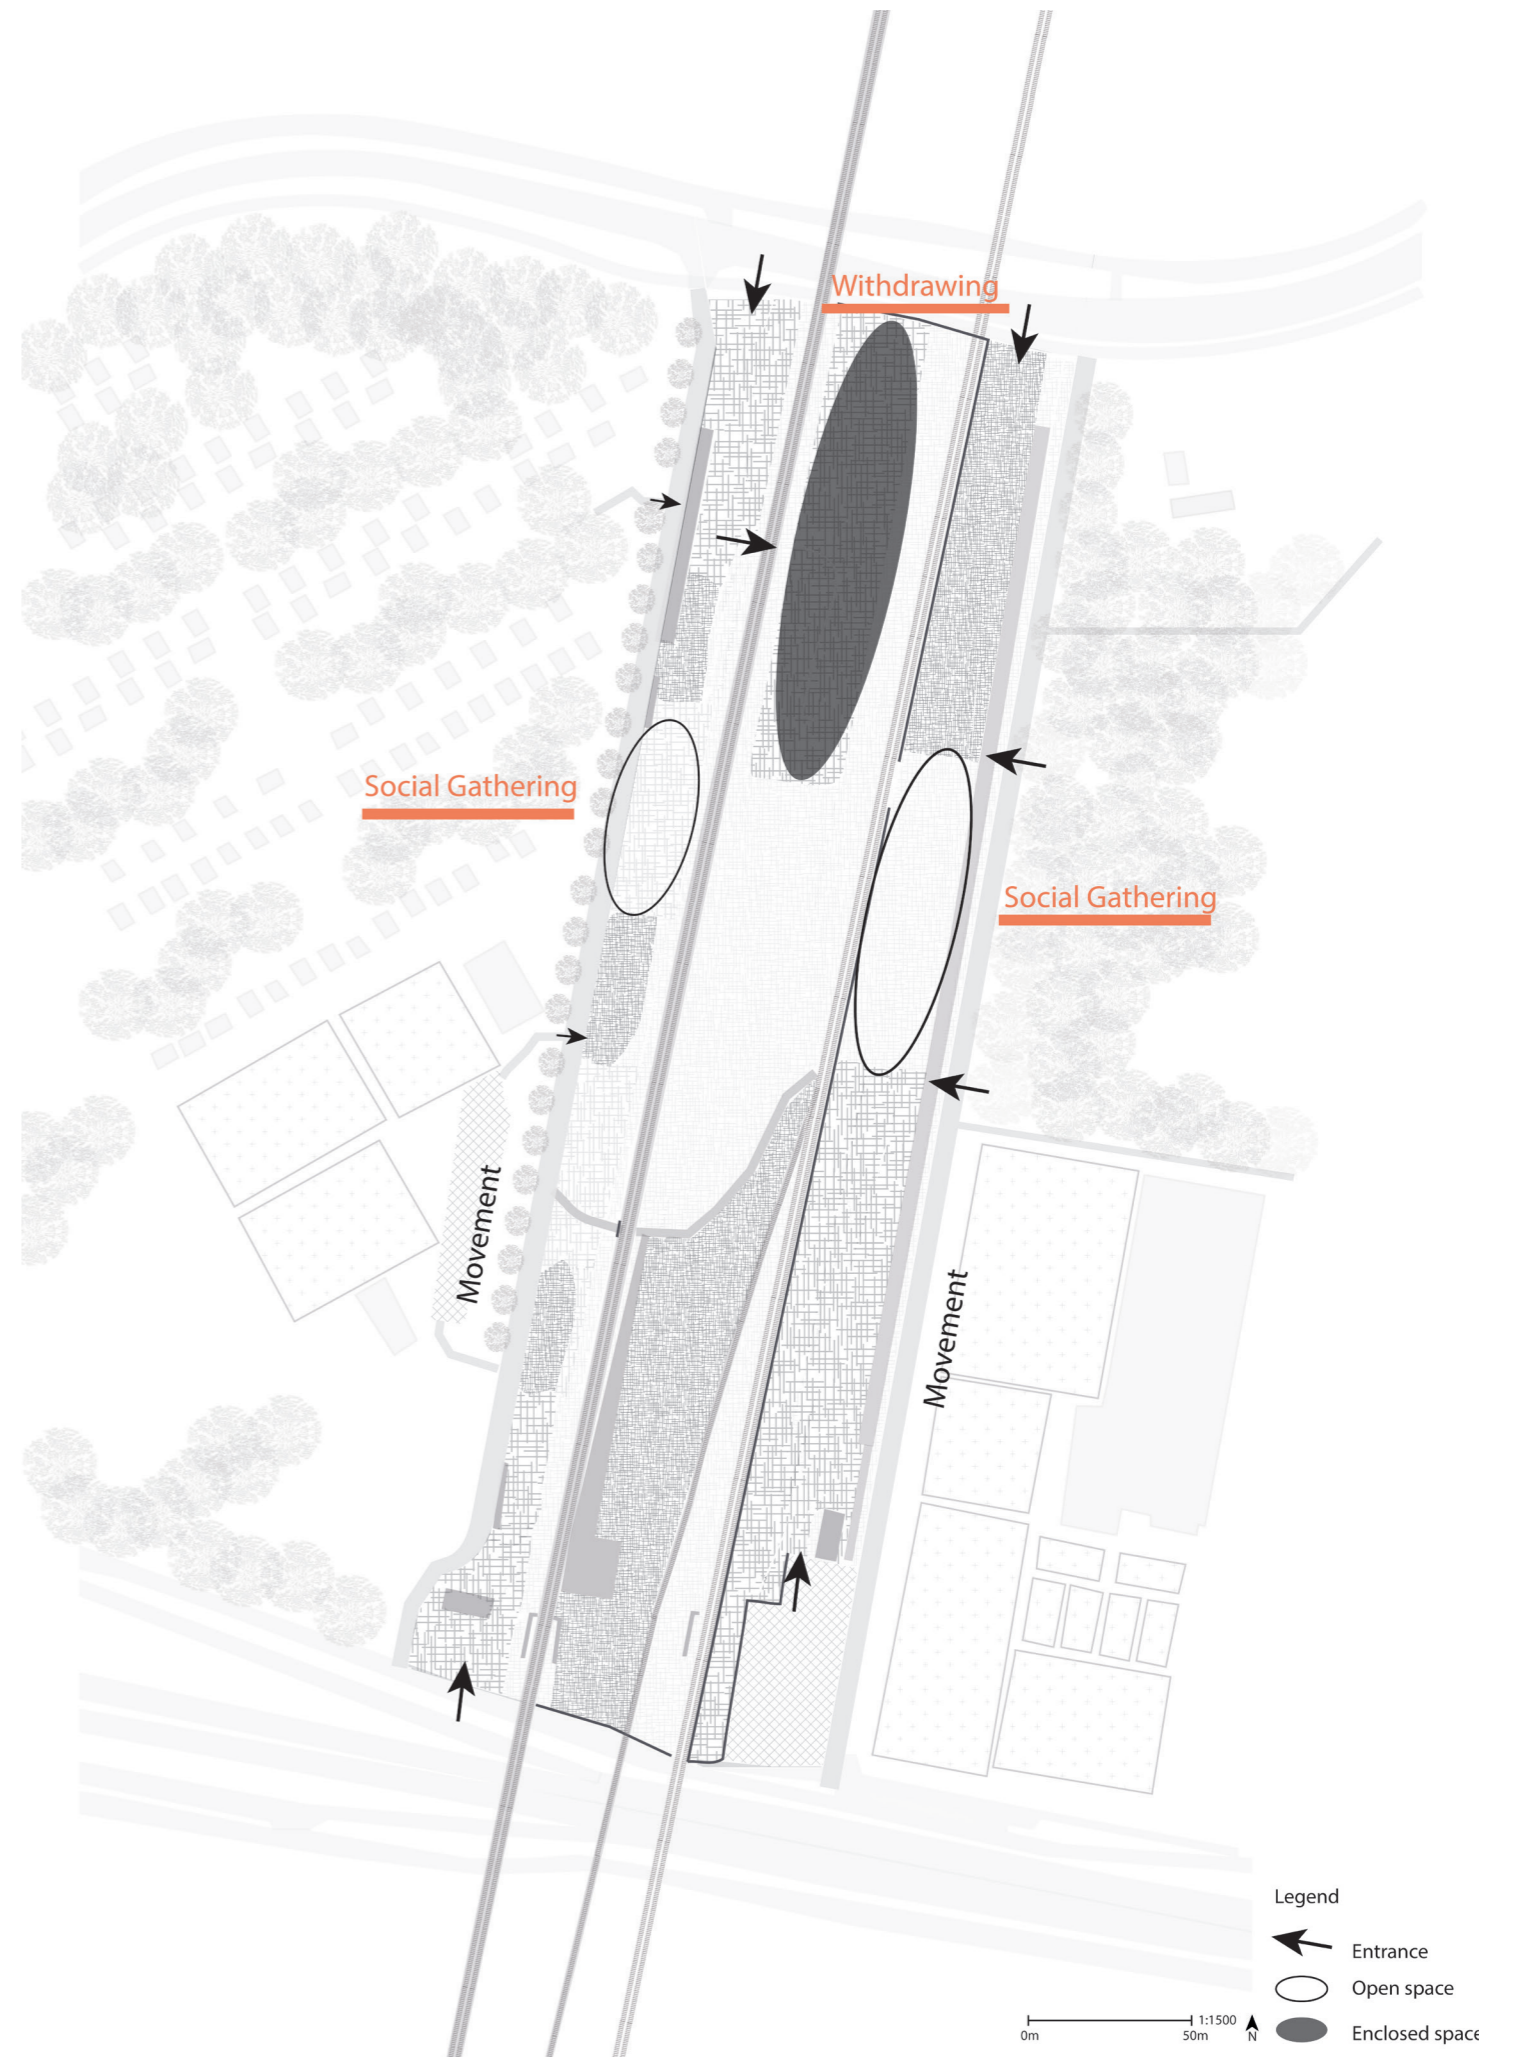 Withdrawing
Social Gathering
Social Gathering
Movement
Movement
Legend
Entrance
Open space
Enclosed space
1:1500
0m
50m
N